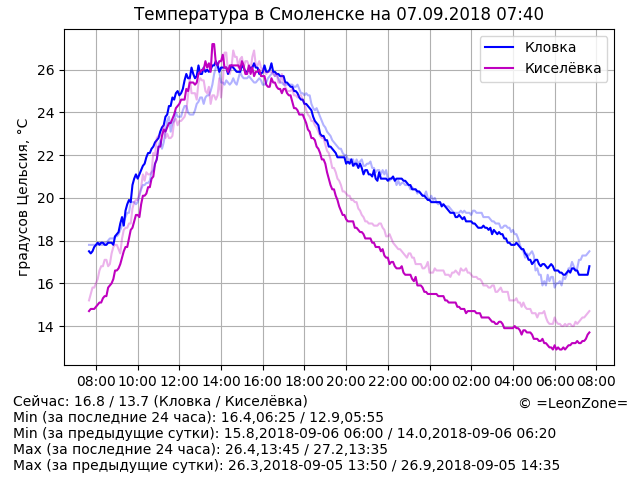 Температура в Смоленске на 07.09.2018 07:40
Кловка
Киселёвка
градусов Цельсия, °C
26
24
22
20
18
16
14
08:00 10:00 12:00 14:00 16:00 18:00 20:00 22:00 00:00 02:00 04:00 06:00 08:00
Сейчас: 16.8 / 13.7 (Кловка / Киселёвка)
© =LeonZone=
Min (за последние 24 часа): 16.4,06:25 / 12.9,05:55
Min (за предыдущие сутки): 15.8,2018-09-06 06:00 / 14.0,2018-09-06 06:20
Max (за последние 24 часа): 26.4,13:45 / 27.2,13:35
Max (за предыдущие сутки): 26.3,2018-09-05 13:50 / 26.9,2018-09-05 14:35